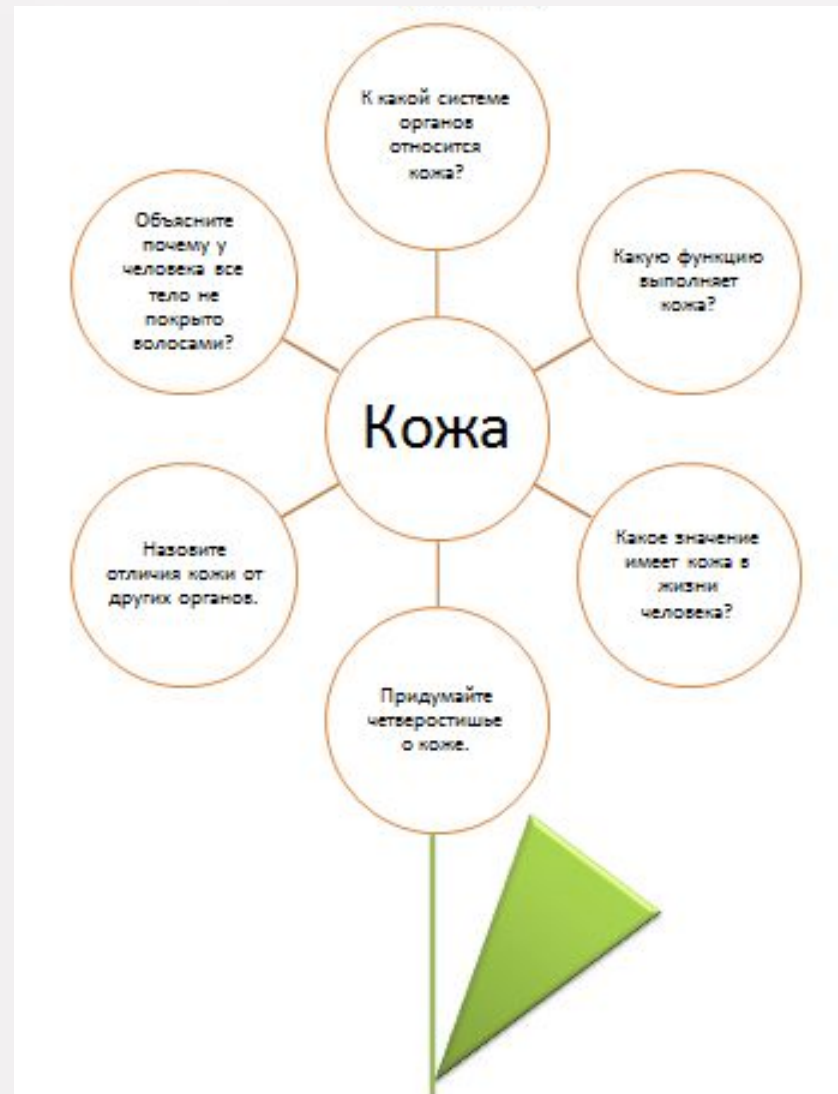 К какой системе
органов
относится
кожа?
Объясните
почему у
человека все
тело не
покрыто
волосами?
Какую функцию
выполняет
кожа?
Кожа
Назовите
отличия кожи от
других органов.
Какое значение
имеет кожа в
жизни
человека?
Придумайте
четверостишье
о коже.